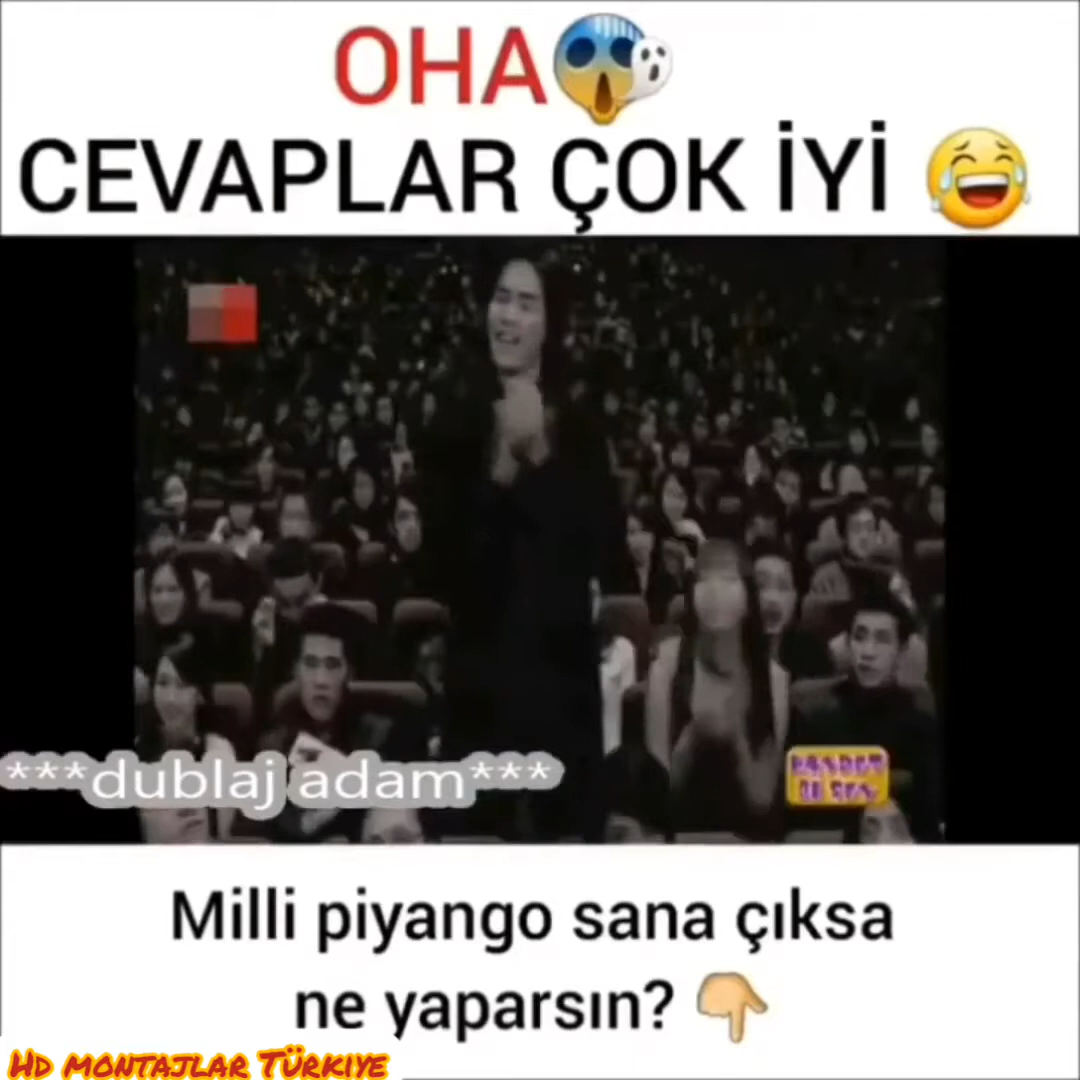 OHA
CEVAPLAR ÇOK İYİ
***dublaj adam***
Milli piyango sana çıksa
ne yaparsın?
HD MONTAJLAR TÜRKIYE